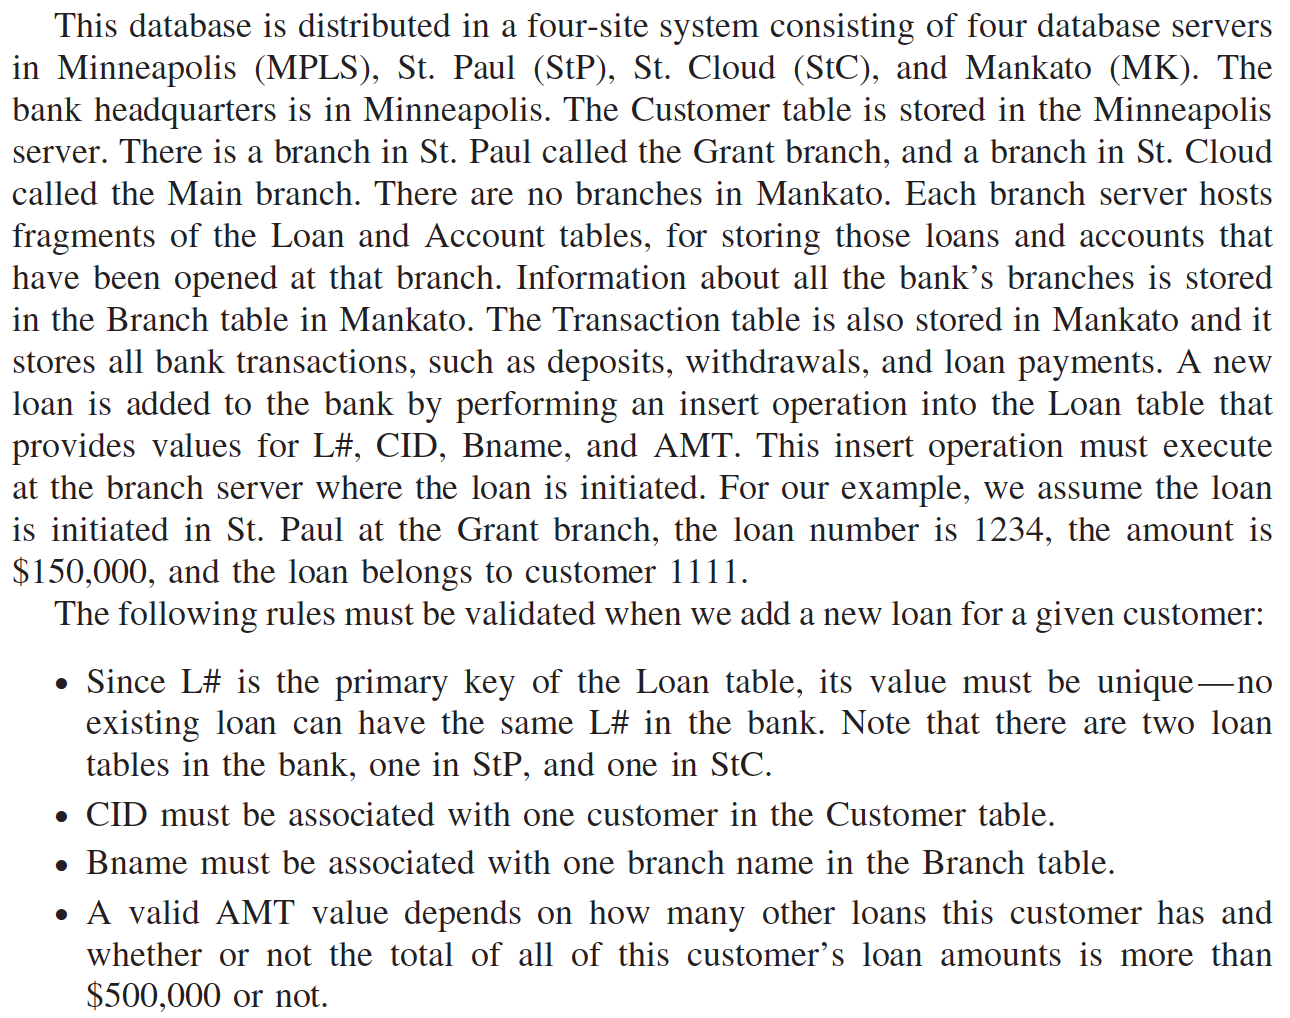 This database is distributed in a four-site system consisting of four database servers
in Minneapolis (MPLS), St. Paul (StP), St. Cloud (StC), and Mankato (MK). The
bank headquarters is in Minneapolis. The Customer table is stored in the Minneapolis
server. There is a branch in St. Paul called the Grant branch, and a branch in St. Cloud
called the Main branch. There are no branches in Mankato. Each branch server hosts
fragments of the Loan and Account tables, for storing those loans and accounts that
have been opened at that branch. Information about all the bank’s branches is stored
in the Branch table in Mankato. The Transaction table is also stored in Mankato and it
stores all bank transactions, such as deposits, withdrawals, and loan payments. A new
loan is added to the bank by performing an insert operation into the Loan table that
provides values for L#, CID, Bname, and AMT. This insert operation must execute
at the branch server where the loan is initiated. For our example, we assume the loan
is initiated in St. Paul at the Grant branch, the loan number is 1234, the amount is
$150,000, and the loan belongs to customer 1111.
The following rules must be validated when we add a new loan for a given customer:
• Since L# is the primary key of the Loan table, its value must be unique—no
existing loan can have the same L# in the bank. Note that there are two loan
tables in the bank, one in StP, and one in StC.
• CID must be associated with one customer in the Customer table.
• Bname must be associated with one branch name in the Branch table.
• A valid AMT value depends on how many other loans this customer has and
whether or not the total of all of this customer’s loan amounts is more than
$500,000 or not.